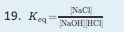 19. Keq = [NaCl] / [NaOH][HCl]